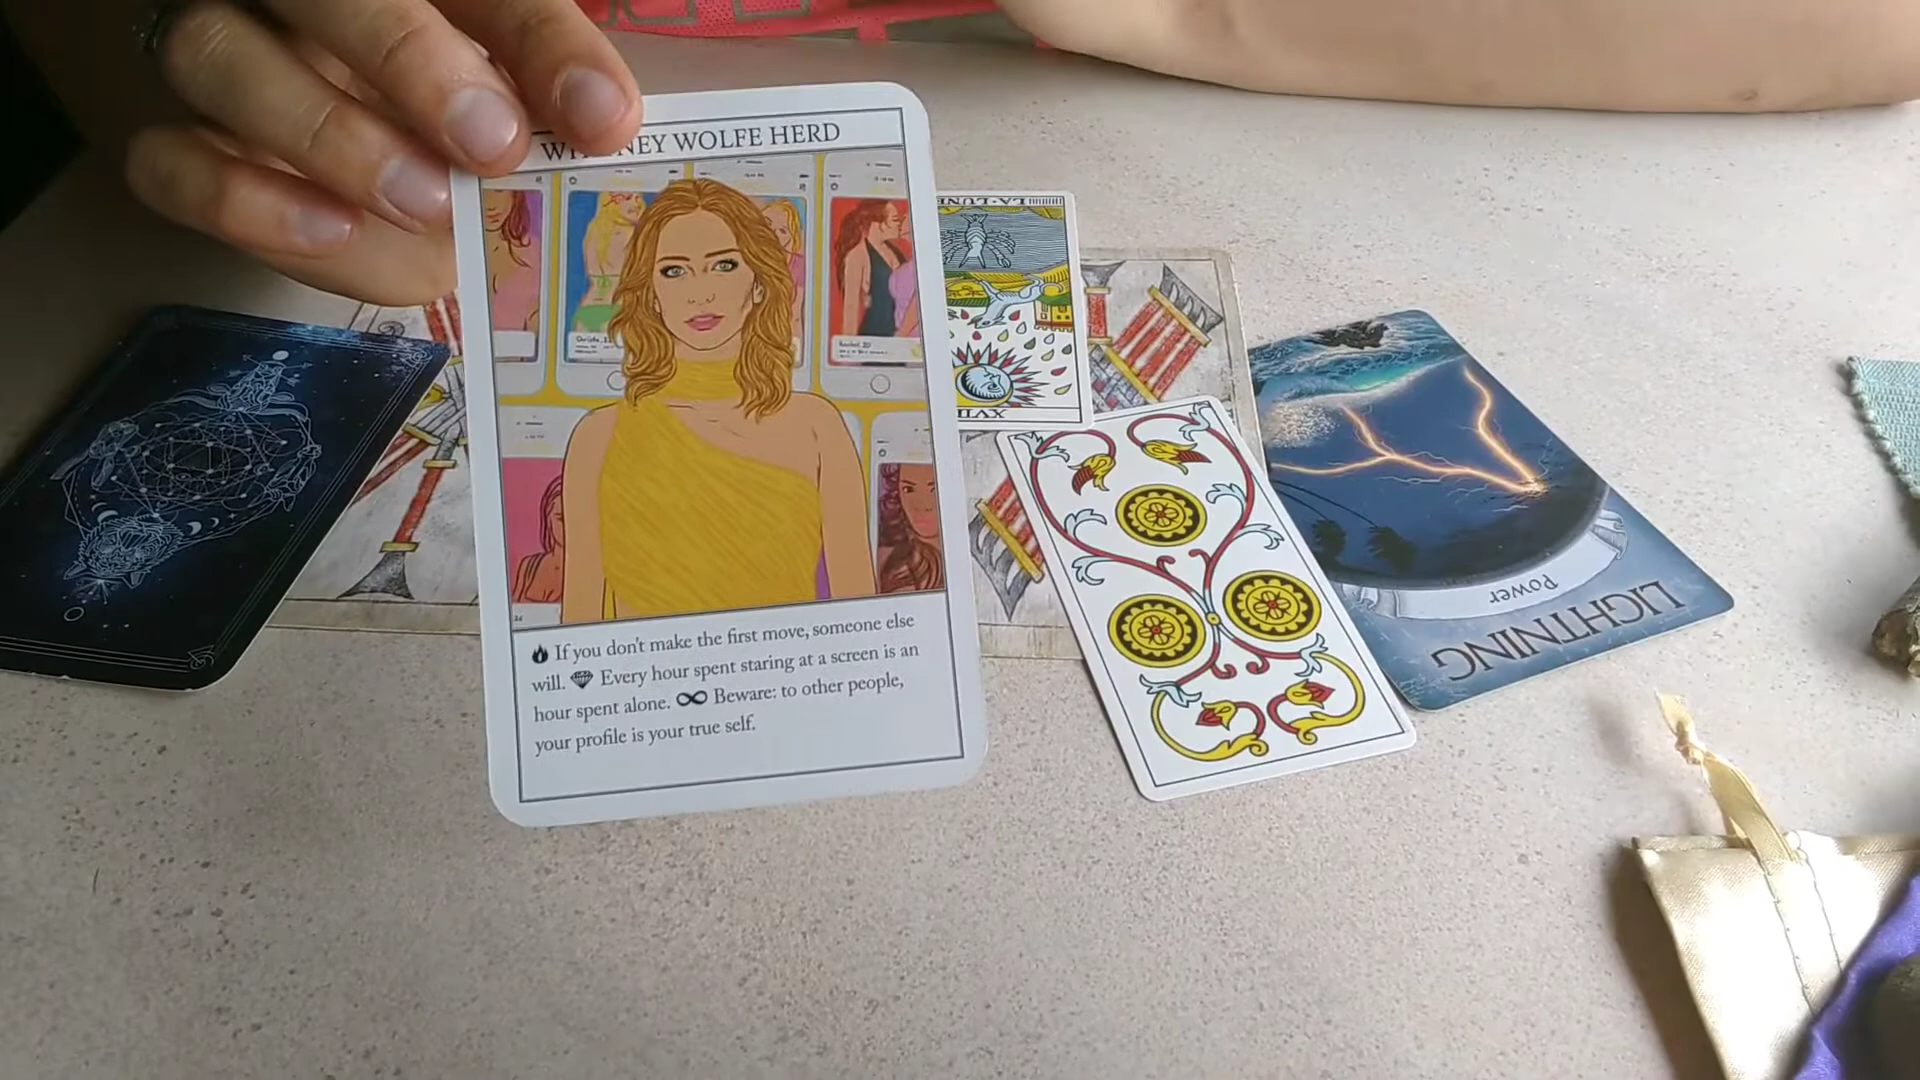 WOLFE HERD
If you don't make the first move, someone else
will. Every hour spent staring at a screen is an
hour spent alone. Beware: to other people,
your profile is your true self.
LA·LUNE
XVIII
Power
LIGHTNING